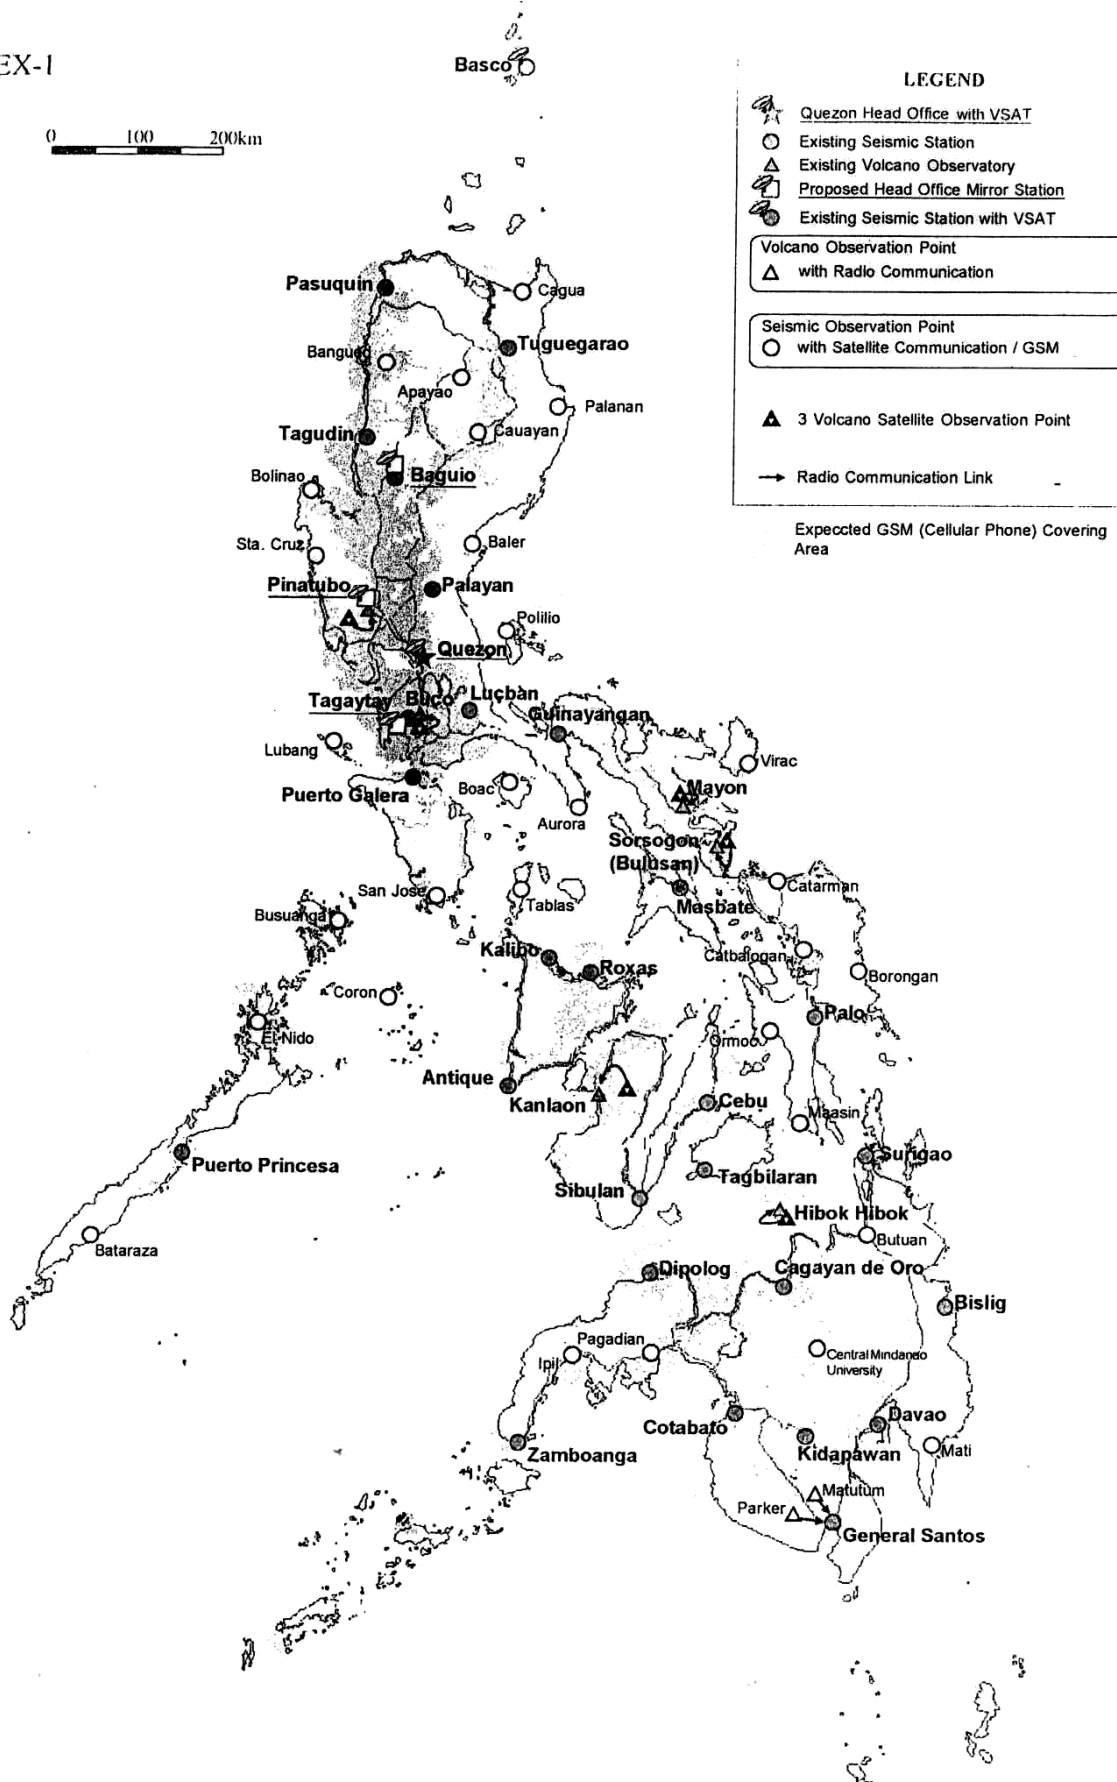 EX-1
0 100 200km
Basco
LEGEND
Quezon Head Office with VSAT
Existing Seismic Station
Existing Volcano Observatory
Proposed Head Office Mirror Station
Existing Seismic Station with VSAT
Volcano Observation Point
with Radio Communication
Seismic Observation Point
with Satellite Communication / GSM
3 Volcano Satellite Observation Point
Radio Communication Link
Expeccted GSM (Cellular Phone) Covering
Area
Pasuquin
Cagua
Tuguegarao
Bangued
Apayao
Palanan
Tagudin
Cauayan
Baguio
Bolinao
Sta. Cruz
Baler
Pinatubo
Palayan
Polilio
Quezon
Tagaytay
Buco
Lucban
Guinayangan
Lubang
Virac
Puerto Galera
Boac
Mayon
Aurora
Sorsogon
(Bulusan)
San Jose
Tablas
Masbate
Catarman
Busuanga
Kalibo
Roxas
Catbalogan
Borongan
Coron
Palo
El Nido
Ormoc
Antique
Kanlaon
Cebu
Maasin
Puerto Princesa
Surigao
Tagbilaran
Sibulan
Hibok Hibok
Bataraza
Butuan
Dipolog
Cagayan de Oro
Bislig
Pagadian
Ipil
Central Mindanao
University
Cotabato
Davao
Zamboanga
Kidapawan
Mati
Matutum
Parker
General Santos